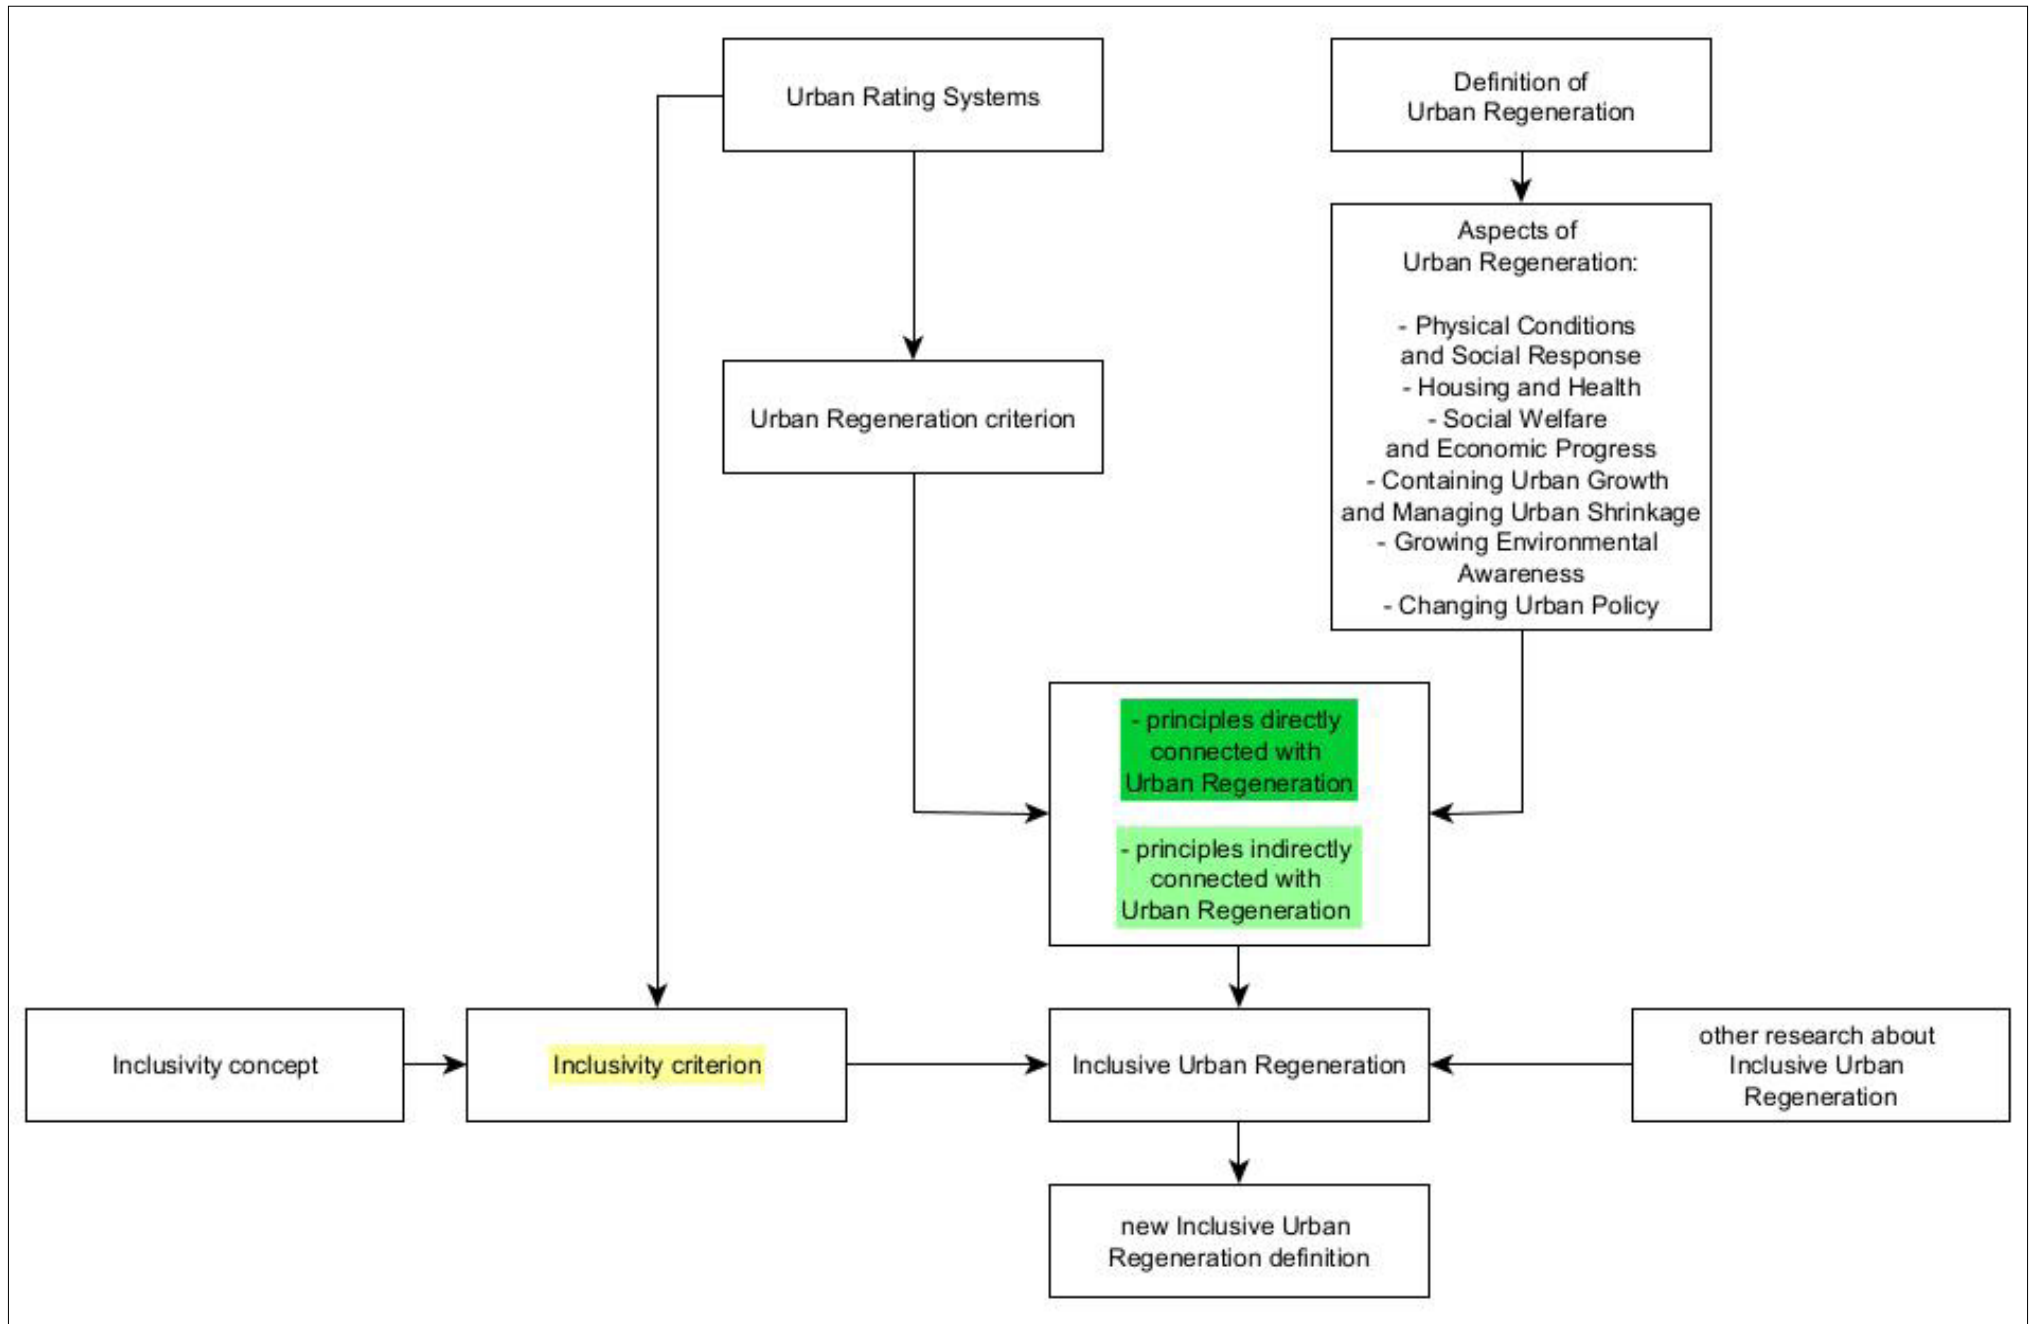 Urban Rating Systems
Definition of
Urban Regeneration
Aspects of
Urban Regeneration:
- Physical Conditions
and Social Response
- Housing and Health
- Social Welfare
and Economic Progress
- Containing Urban Growth
and Managing Urban Shrinkage
- Growing Environmental
Awareness
- Changing Urban Policy
Urban Regeneration criterion
- principles directly
connected with
Urban Regeneration
- principles indirectly
connected with
Urban Regeneration
Inclusivity concept
Inclusivity criterion
Inclusive Urban Regeneration
other research about
Inclusive Urban
Regeneration
new Inclusive Urban
Regeneration definition